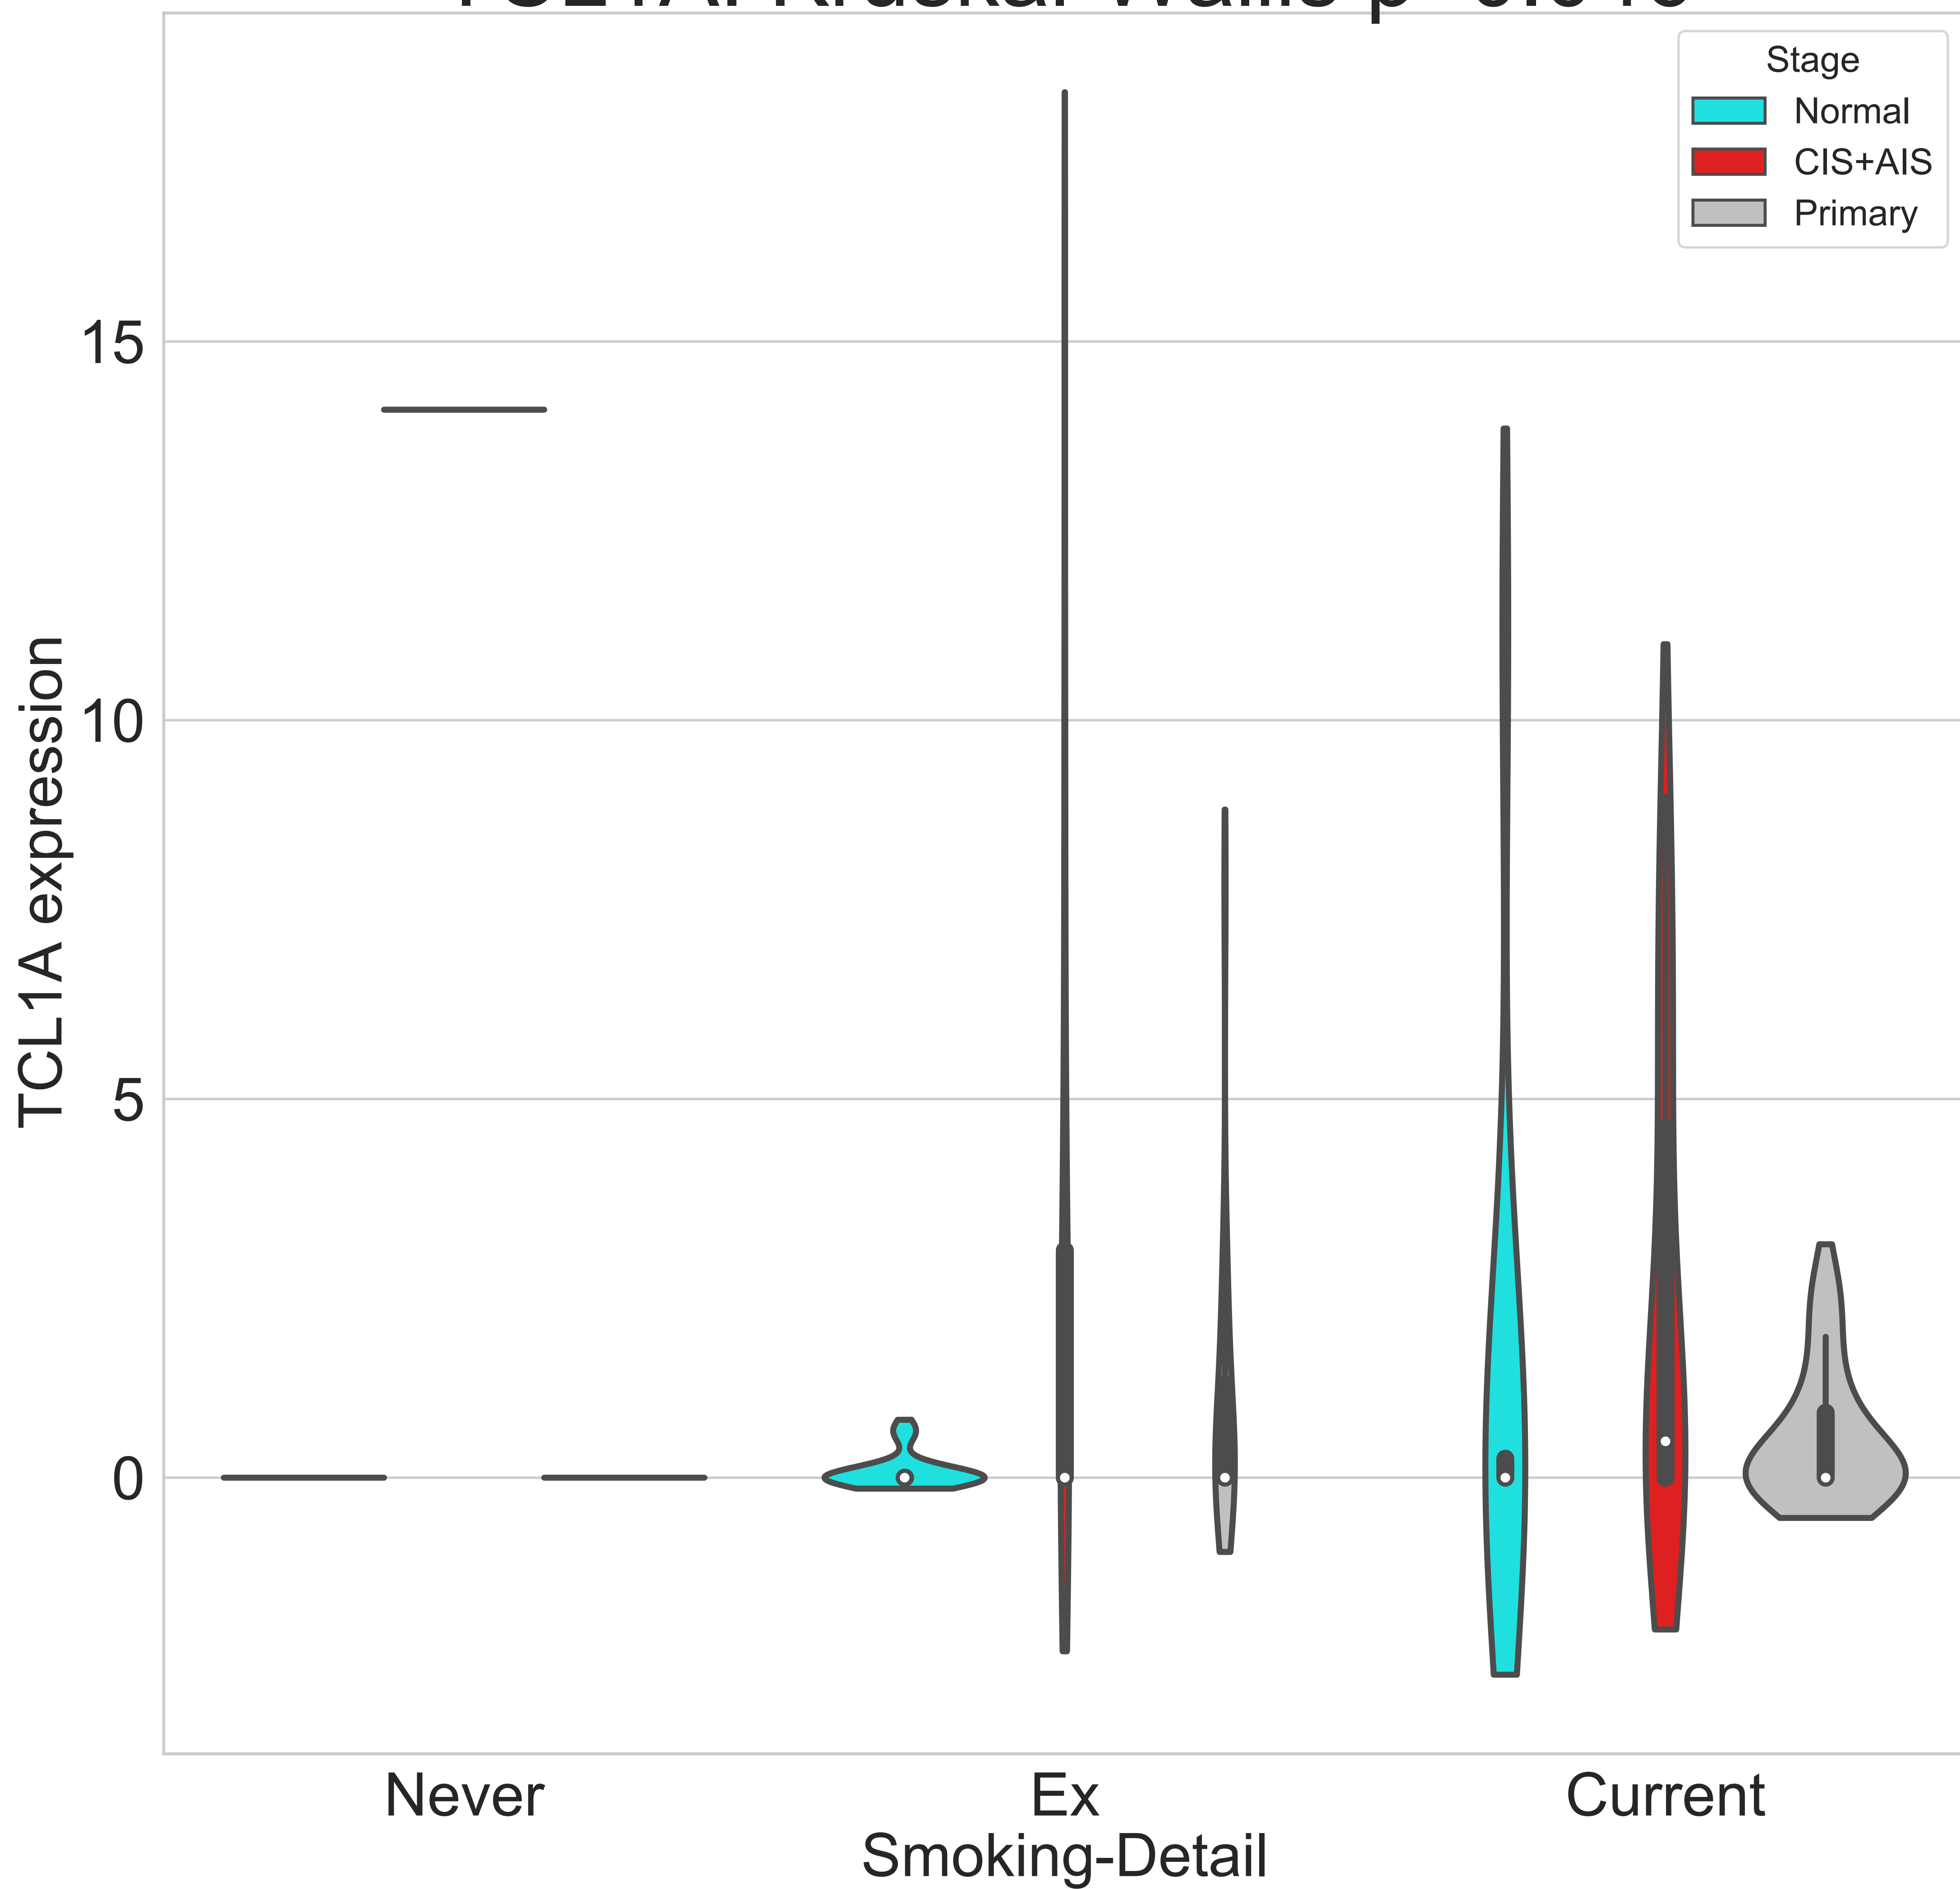 Stage
Normal
CIS+AIS
Primary
15
10
5
0
TCL1A expression
Never Ex Current
Smoking-Detail